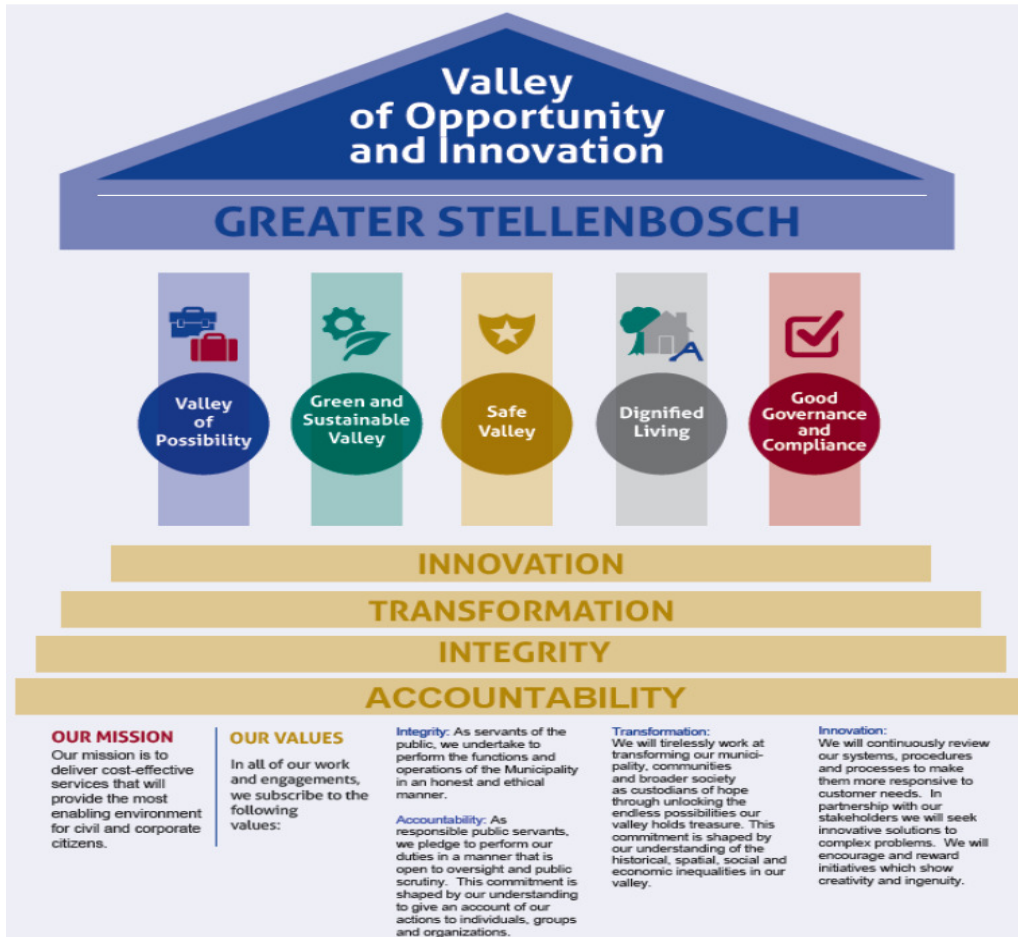 Valley
of Opportunity
and Innovation
GREATER STELLENBOSCH
Valley
of
Possibility
Green and
Sustainable
Valley
Safe
Valley
Dignified
Living
Good
Governance
and
Compliance
INNOVATION
TRANSFORMATION
INTEGRITY
ACCOUNTABILITY
OUR MISSION
Our mission is to
deliver cost-effective
services that will
provide the most
enabling environment
for civil and corporate
citizens.
OUR VALUES
In all of our work
and engagements,
we subscribe to the
following
values:
Integrity: As servants of the
public, we undertake to
perform the functions and
operations of the Municipality
in an honest and ethical
manner.
Accountability: As
responsible public servants,
we pledge to perform our
duties in a manner that is
open to oversight and public
scrutiny. This commitment is
shaped by our understanding
to give an account of our
actions to individuals, groups
and organizations.
Transformation:
We will tirelessly work at
transforming our munici-
pality, communities
and broader society
as custodians of hope
through unlocking the
endless possibilities our
valley holds treasure. This
commitment is shaped by
our understanding of the
historical, spatial, social and
economic inequalities in our
valley.
Innovation:
We will continuously review
our systems, procedures
and processes to make
them more responsive to
customer needs. In
partnership with our
stakeholders we will seek
innovative solutions to
complex problems. We will
encourage and reward
initiatives which show
creativity and ingenuity.